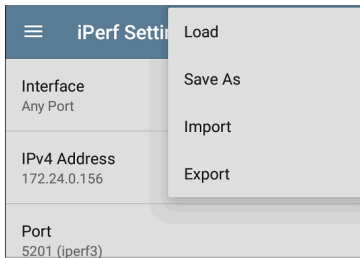 iPerf Setti
Load
Save As
Import
Export
Interface
Any Port
IPv4 Address
172.24.0.156
Port
5201 (iperf3)